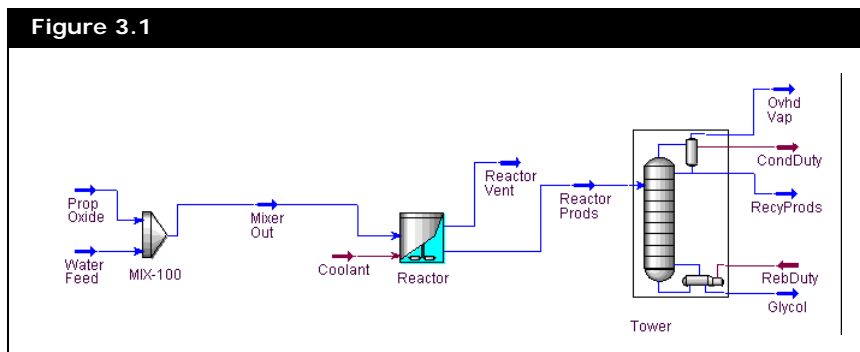 Figure 3.1
Prop
Oxide
Water
Feed
MIX-100
Mixer
Out
Coolant
Reactor
Reactor
Vent
Reactor
Prods
Tower
Ovhd
Vap
CondDuty
RecyProds
RebDuty
Glycol